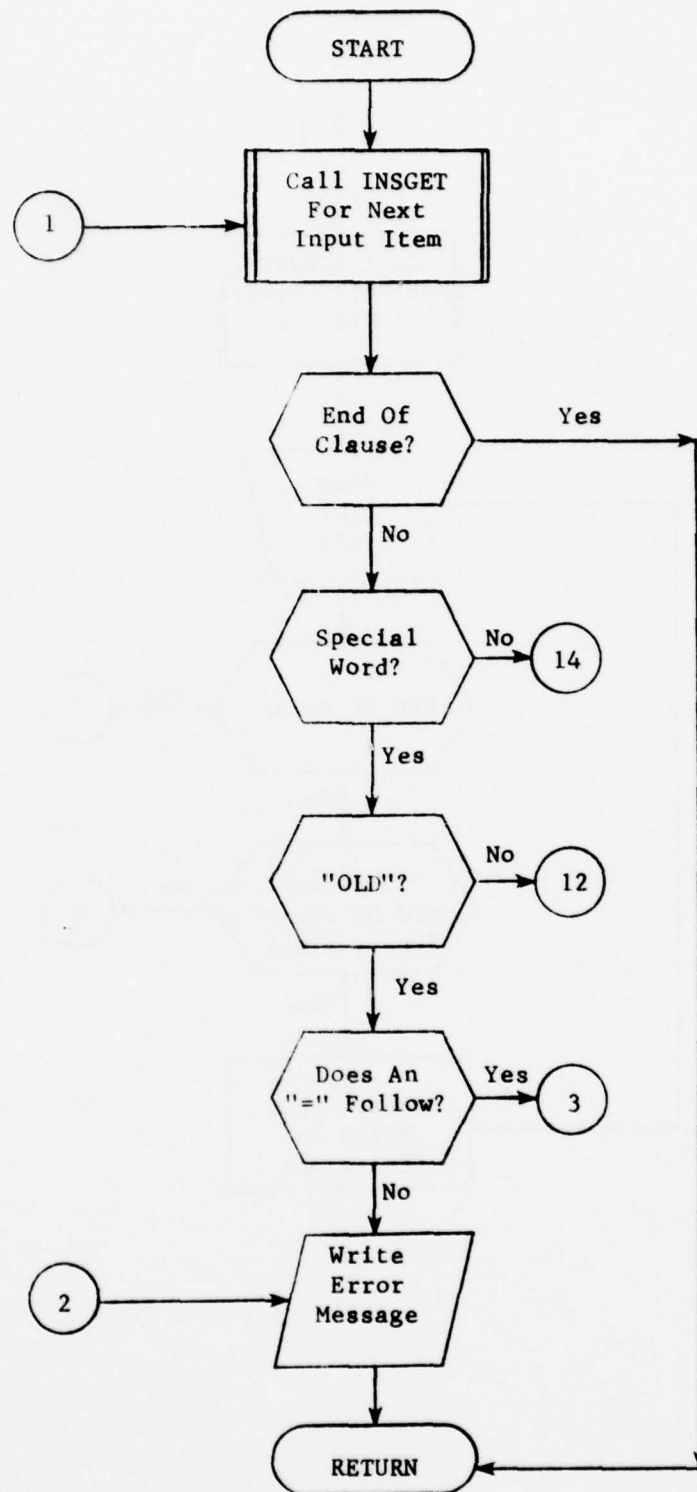 START
Call INSGET
For Next
Input Item
1
End Of
Clause?
Yes
No
Special
Word?
No
14
Yes
"OLD"?
No
12
Yes
Does An
"=" Follow?
Yes
3
No
Write
Error
Message
2
RETURN